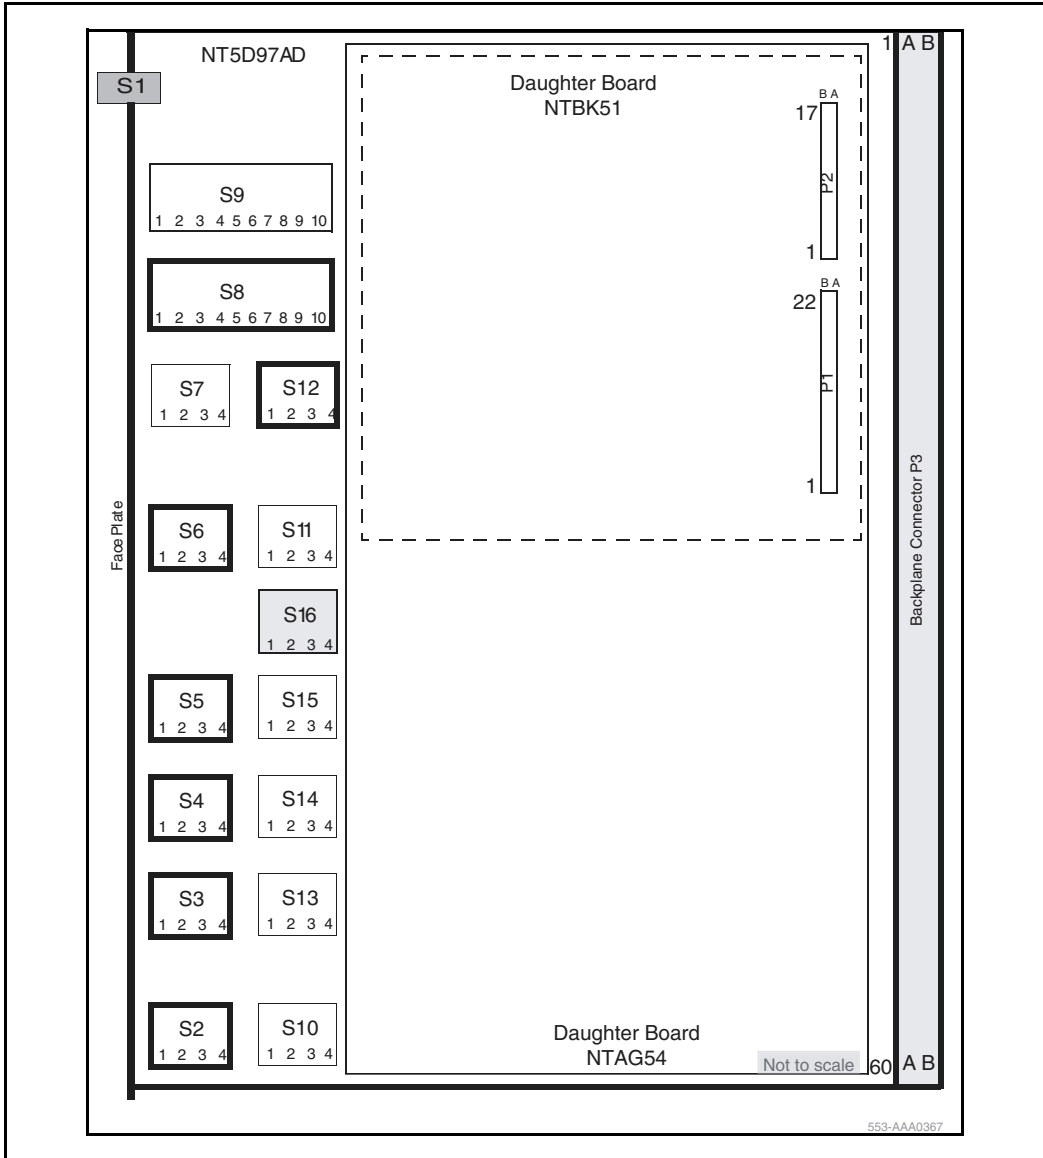 NT5D97AD
1 A B
S1
Daughter Board
NTBK51
B A
17
P2
1
S9
1 2 3 4 5 6 7 8 9 10
S8
1 2 3 4 5 6 7 8 9 10
B A
22
P1
1
S7
1 2 3 4
S12
1 2 3 4
Face Plate
Backplane Connector P3
S6
1 2 3 4
S11
1 2 3 4
S16
1 2 3 4
S5
1 2 3 4
S15
1 2 3 4
S4
1 2 3 4
S14
1 2 3 4
S3
1 2 3 4
S13
1 2 3 4
S2
1 2 3 4
S10
1 2 3 4
Daughter Board
NTAG54
Not to scale
60 A B
553-AAA0367